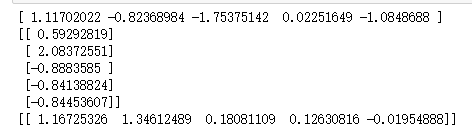 [ 1.11702022 -0.82368984 -1.75375142  0.02251649 -1.0848688 ]
[[ 0.59292819]
 [ 2.08372551]
 [-0.8883585 ]
 [-0.84138824]
 [-0.84453607]]
[[ 1.16725326  1.34612489  0.18081109  0.12630816 -0.01954888]]